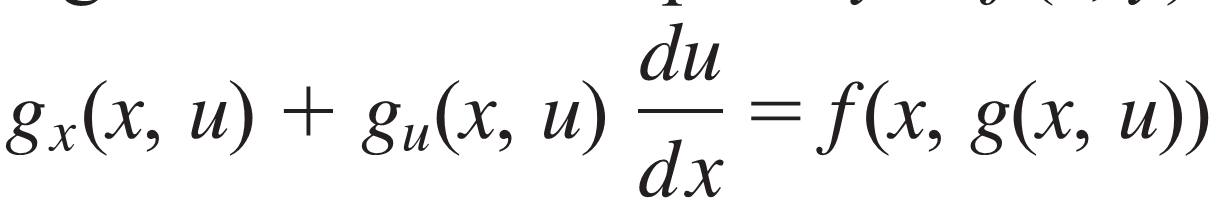 g_x(x, u) + g_u(x, u) du/dx = f(x, g(x, u))